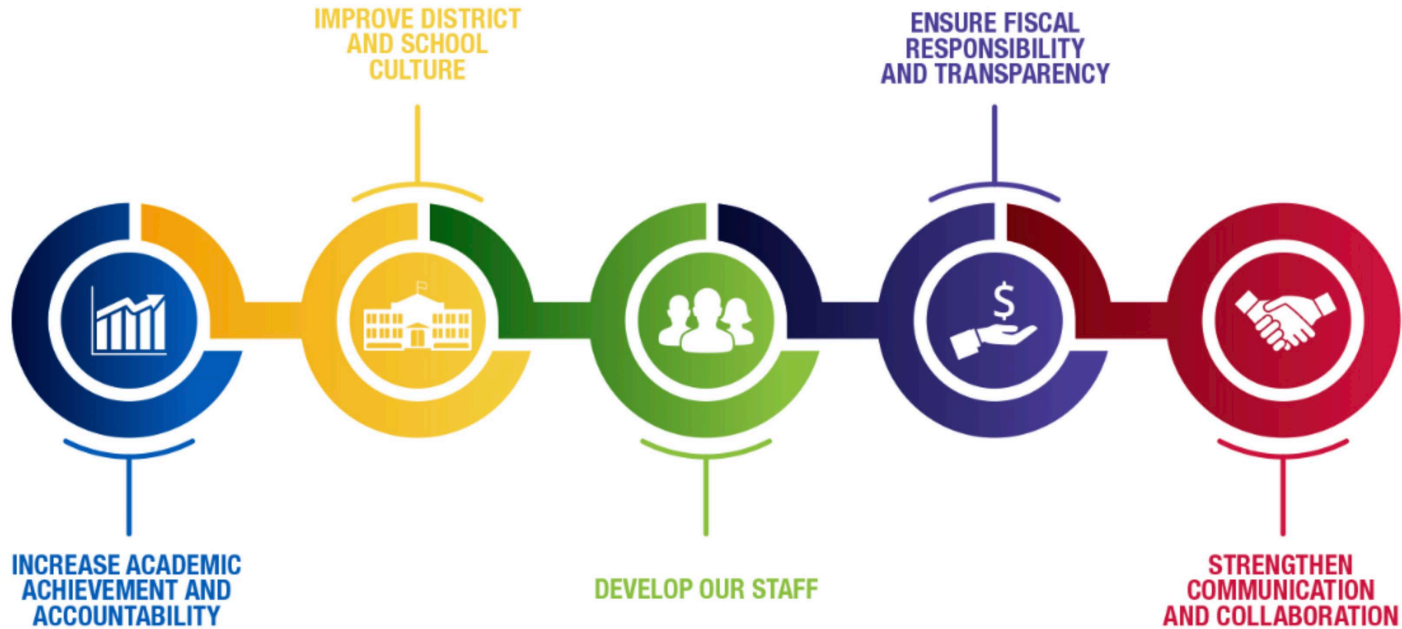 IMPROVE DISTRICT
AND SCHOOL
CULTURE
ENSURE FISCAL
RESPONSIBILITY
AND TRANSPARENCY
$
INCREASE ACADEMIC
ACHIEVEMENT AND
ACCOUNTABILITY
DEVELOP OUR STAFF
STRENGTHEN
COMMUNICATION
AND COLLABORATION